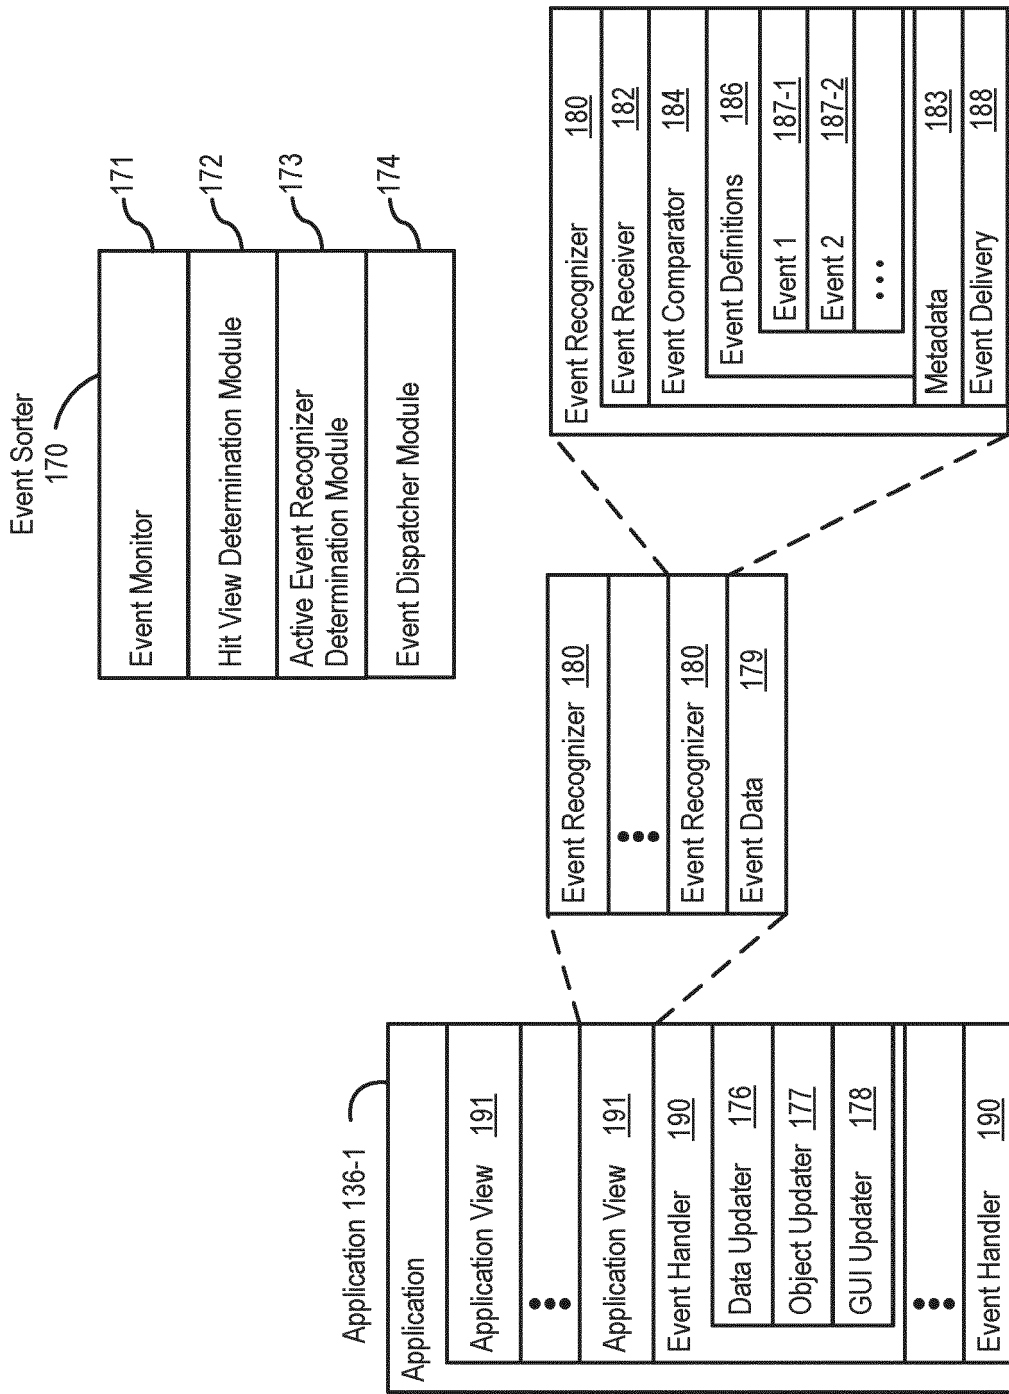 Event Sorter
170
Event Monitor
171
Hit View Determination Module
172
Active Event Recognizer
Determination Module
173
Event Dispatcher Module
174
Application 136-1
Application
Application View 191
•••
Application View 191
Event Handler 190
Data Updater 176
Object Updater 177
GUI Updater 178
•••
Event Handler 190
Event Recognizer 180
•••
Event Recognizer 180
Event Data 179
Event Recognizer 180
Event Receiver 182
Event Comparator 184
Event Definitions 186
Event 1 187-1
Event 2 187-2
•••
Metadata 183
Event Delivery 188